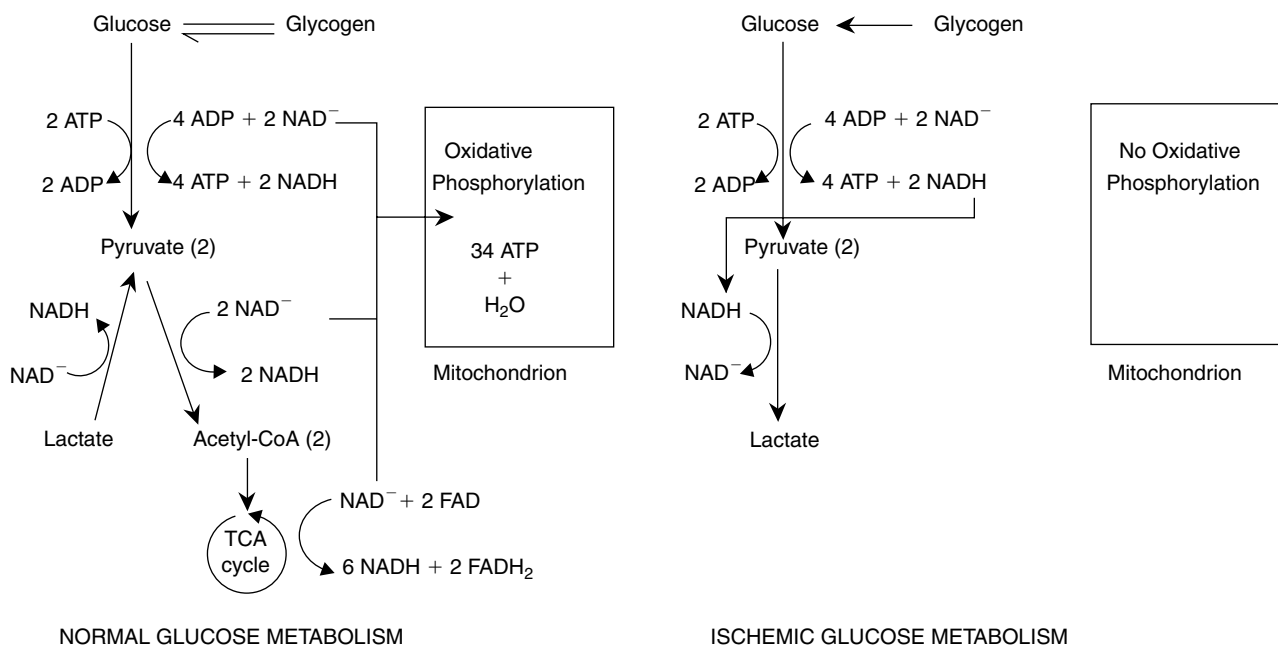 Glucose
Glycogen
2 ATP
4 ADP + 2 NAD⁻
2 ADP
4 ATP + 2 NADH
Pyruvate (2)
NADH
2 NAD⁻
NAD⁻
2 NADH
Lactate
Acetyl-CoA (2)
NAD⁻ + 2 FAD
TCA
cycle
6 NADH + 2 FADH₂
Oxidative
Phosphorylation
34 ATP
+
H₂O
Mitochondrion
NORMAL GLUCOSE METABOLISM
Glucose
Glycogen
2 ATP
4 ADP + 2 NAD⁻
2 ADP
4 ATP + 2 NADH
Pyruvate (2)
NADH
NAD⁻
Lactate
No Oxidative
Phosphorylation
Mitochondrion
ISCHEMIC GLUCOSE METABOLISM